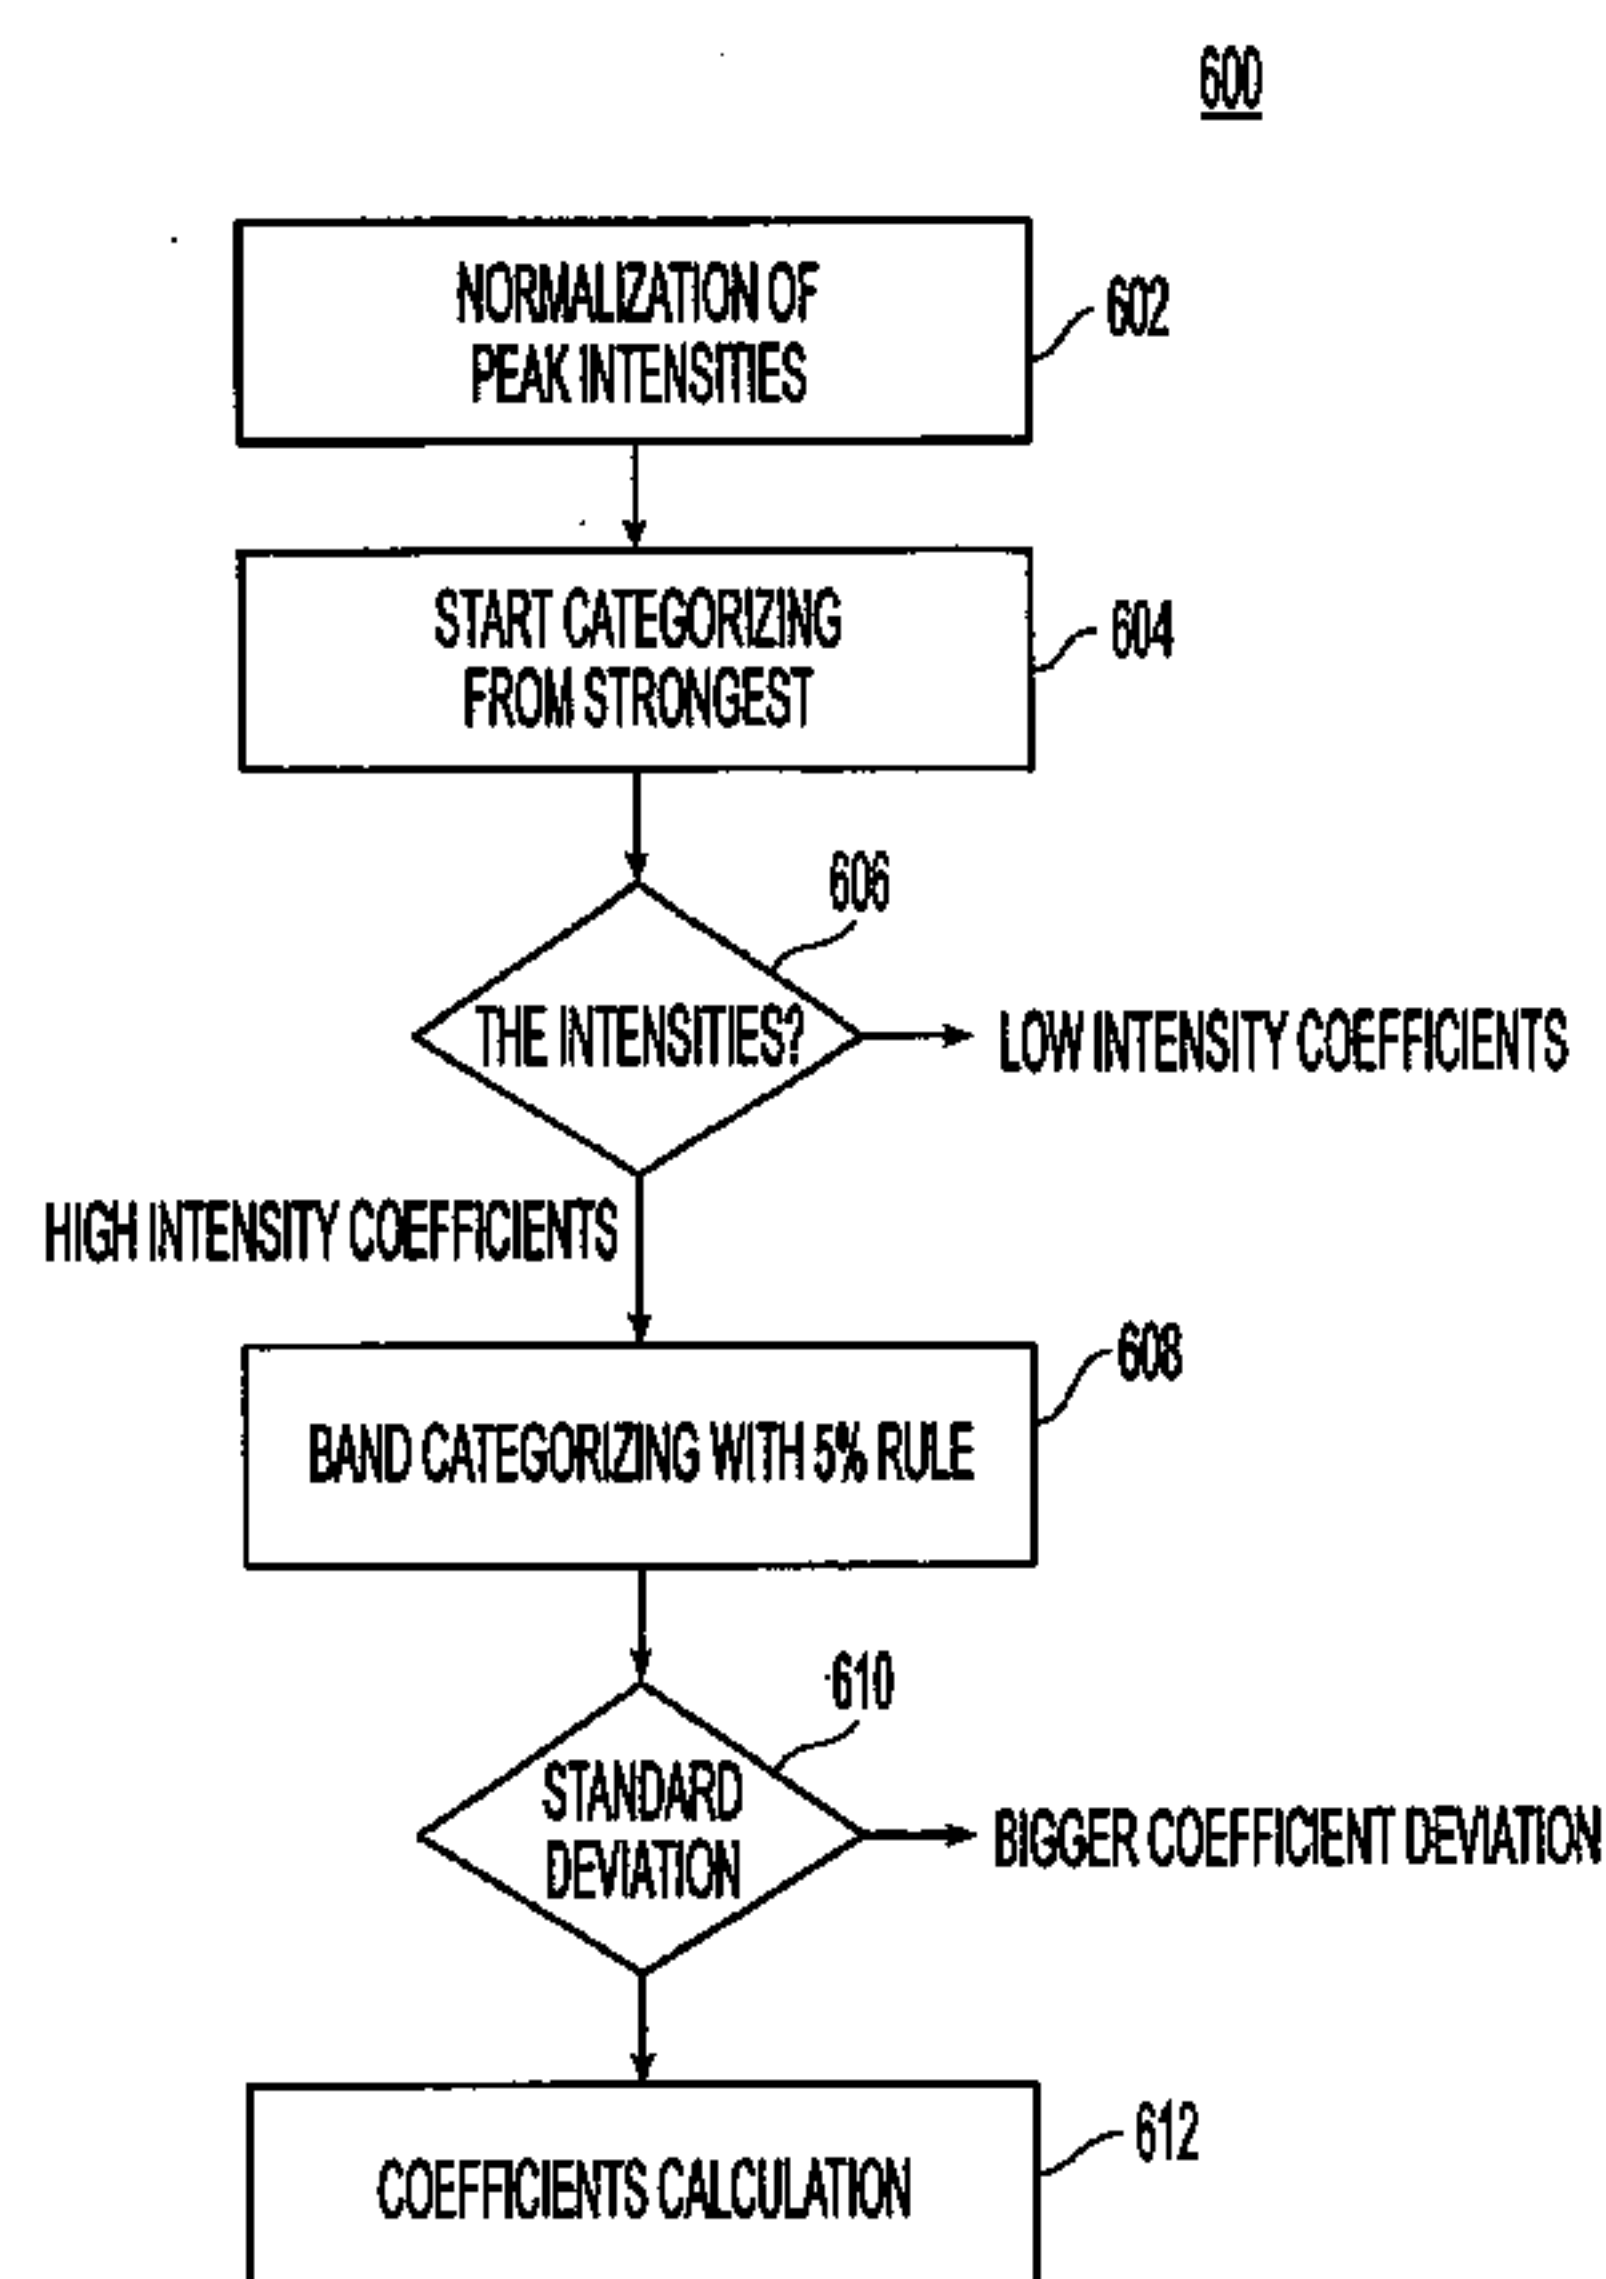 600
NORMALIZATION OF
PEAK INTENSITIES
602
START CATEGORIZING
FROM STRONGEST
604
606
THE INTENSITIES?
LOW INTENSITY COEFFICIENTS
HIGH INTENSITY COEFFICIENTS
608
BAND CATEGORIZING WITH 5% RULE
610
STANDARD
DEVIATION
BIGGER COEFFICIENT DEVIATION
612
COEFFICIENTS CALCULATION